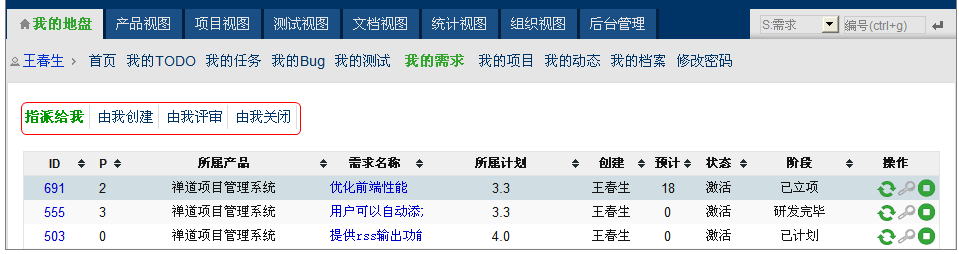 我的地盘 产品视图 项目视图 测试视图 文档视图 统计视图 组织视图 后台管理 S:需求 编号(ctrl+g)
王春生 > 首页 我的TODO 我的任务 我的Bug 我的测试 我的需求 我的项目 我的动态 我的档案 修改密码
指派给我 由我创建 由我评审 由我关闭
ID P 所属产品 需求名称 所属计划 创建 预计 状态 阶段 操作
691 2 禅道项目管理系统 优化前端性能 3.3 王春生 18 激活 已立项
555 3 禅道项目管理系统 用户可以自动添 3.3 王春生 0 激活 研发完毕
503 0 禅道项目管理系统 提供rss输出功 4.0 王春生 0 激活 已计划